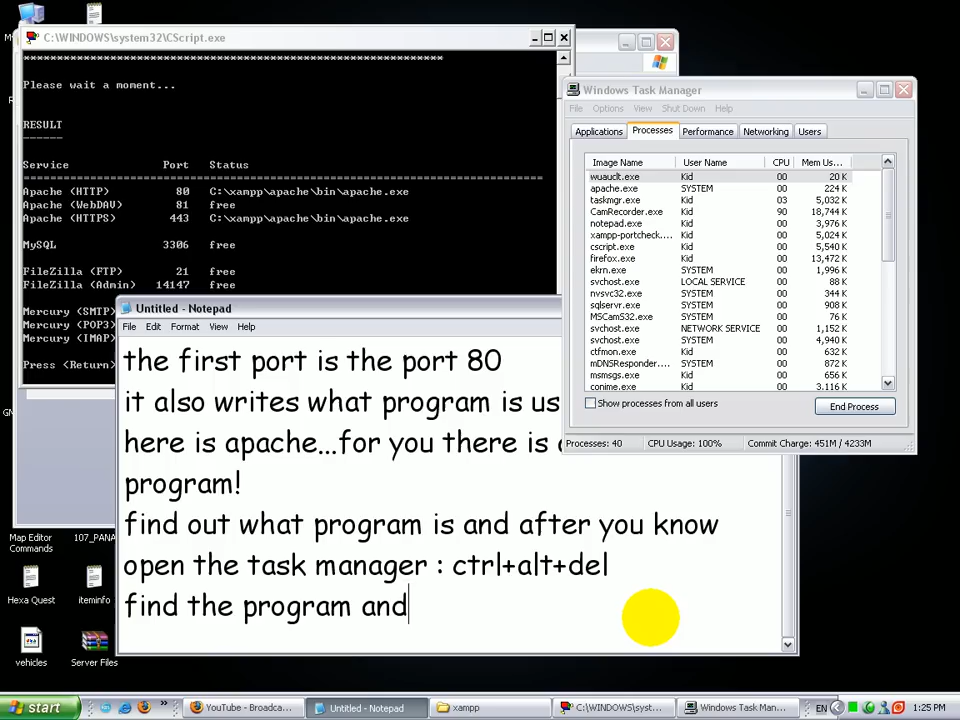 C:\WINDOWS\system32\CScript.exe
Please wait a moment...
RESULT
Service Port Status
Apache (HTTP) 80 C:\xampp\apache\bin\apache.exe
Apache (WebDAV) 81 free
Apache (HTTPS) 443 C:\xampp\apache\bin\apache.exe
MySQL 3306 free
FileZilla (FTP) 21 free
FileZilla (Admin) 14147 free
Mercury (SMTP)
Mercury (POP3)
Mercury (IMAP)
Press <Return>
Untitled - Notepad
File Edit Format View Help
the first port is the port 80
it also writes what program is us
here is apache...for you there is
program!
find out what program is and after you know
open the task manager : ctrl+alt+del
find the program and
Windows Task Manager
File Options View Shut Down Help
Applications Processes Performance Networking Users
Image Name User Name CPU Mem Us...
wuauclt.exe Kid 00 20 K
apache.exe SYSTEM 00 224 K
taskmgr.exe Kid 03 5,032 K
CamRecorder.exe Kid 90 18,744 K
notepad.exe Kid 00 3,976 K
xampp-portcheck.... Kid 00 5,024 K
cscript.exe Kid 00 5,540 K
firefox.exe Kid 00 13,472 K
ekrn.exe SYSTEM 00 1,996 K
svchost.exe LOCAL SERVICE 00 88 K
nvsvc32.exe SYSTEM 00 344 K
sqlservr.exe SYSTEM 00 908 K
MSCamS32.exe SYSTEM 00 76 K
svchost.exe NETWORK SERVICE 00 1,152 K
svchost.exe SYSTEM 00 4,940 K
ctfmon.exe Kid 00 632 K
mDNSResponder.... SYSTEM 00 872 K
msmsgs.exe Kid 00 656 K
conime.exe Kid 00 3,116 K
Show processes from all users
End Process
Processes: 40 CPU Usage: 100% Commit Charge: 451M / 4233M
Map Editor
Commands
107_PANA
Hexa Quest
iteminfo
vehicles
Server Files
start
YouTube - Broadca...
Untitled - Notepad
xampp
C:\WINDOWS\syst...
Windows Task Man...
EN
1:25 PM